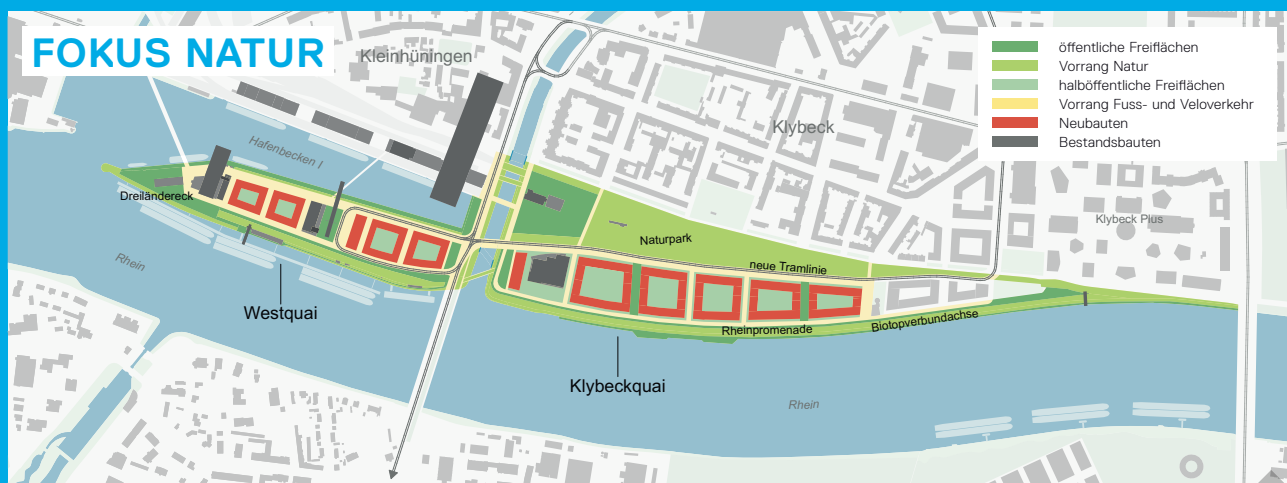 FOKUS NATUR
Kleinhüningen
öffentliche Freiflächen
Vorrang Natur
halböffentliche Freiflächen
Vorrang Fuss- und Veloverkehr
Neubauten
Bestandsbauten
Klybeck
Hafenbecken I
Dreiländereck
Klybeck Plus
Naturpark
neue Tramlinie
Rhein
Westquai
Rheinpromenade
Biotopverbundachse
Klybeckquai
Rhein